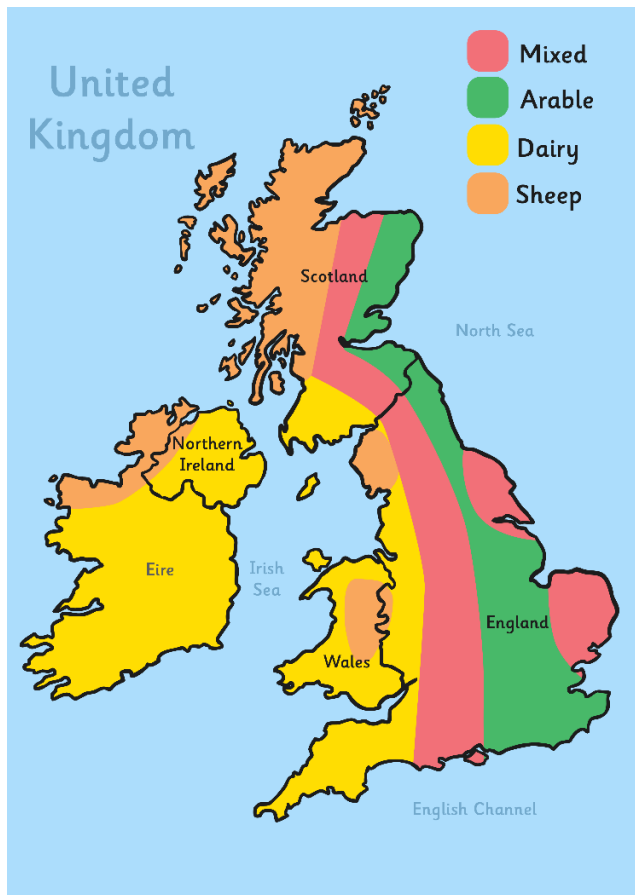 United
Kingdom
Mixed
Arable
Dairy
Sheep
Scotland
North Sea
Northern
Ireland
Eire
Irish
Sea
England
Wales
English Channel